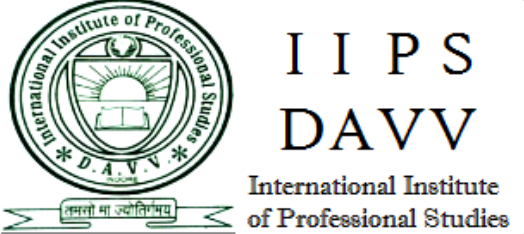 International Institute of Professional Studies
* D.A.V.V. *
INDORE
तमसो मा ज्योतिर्गमय
I I P S
DAVV
International Institute
of Professional Studies